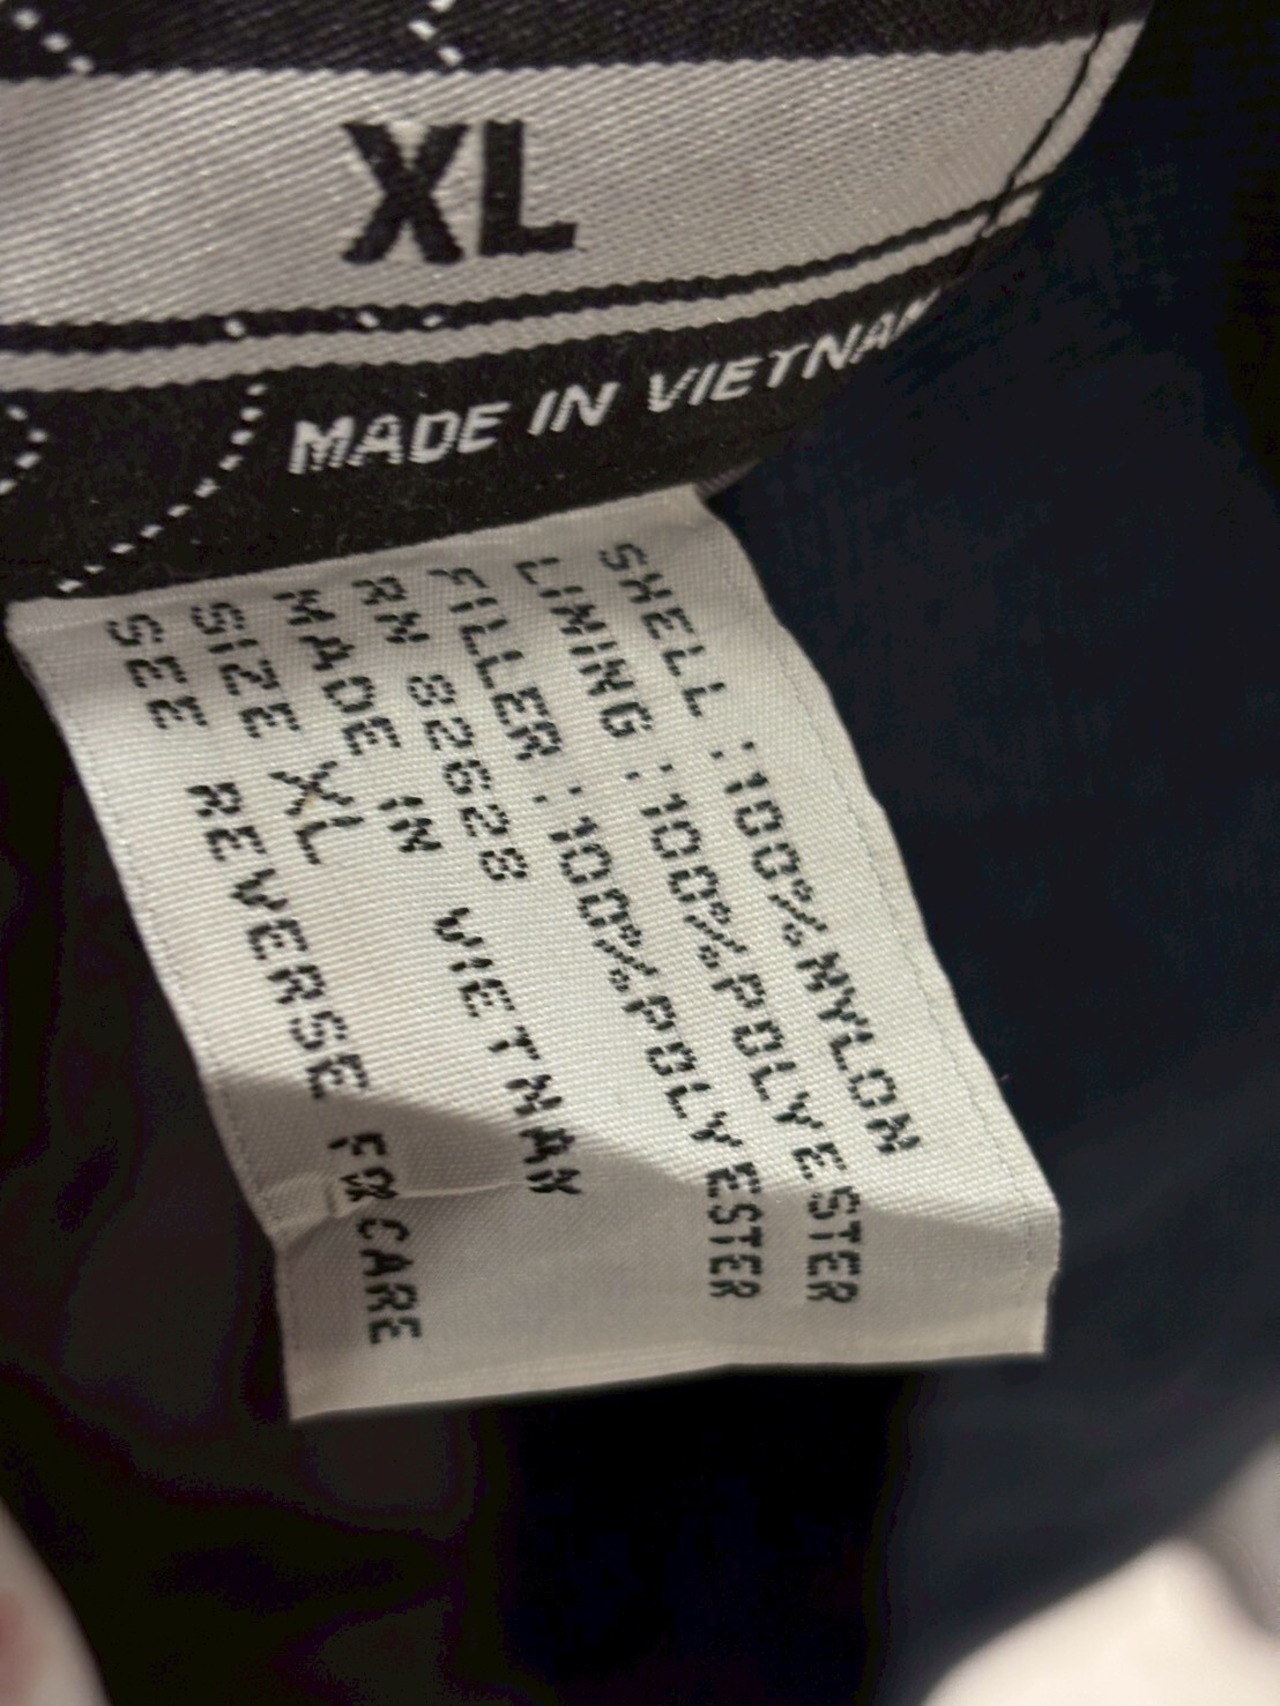 XL
MADE IN VIETNAM
SHELL :100%NYLON
LINING :100%POLYESTER
FILLER :100%POLYESTER
RN 82628
MADE IN VIETNAM
SIZE XL
SEE REVERSE FOR CARE